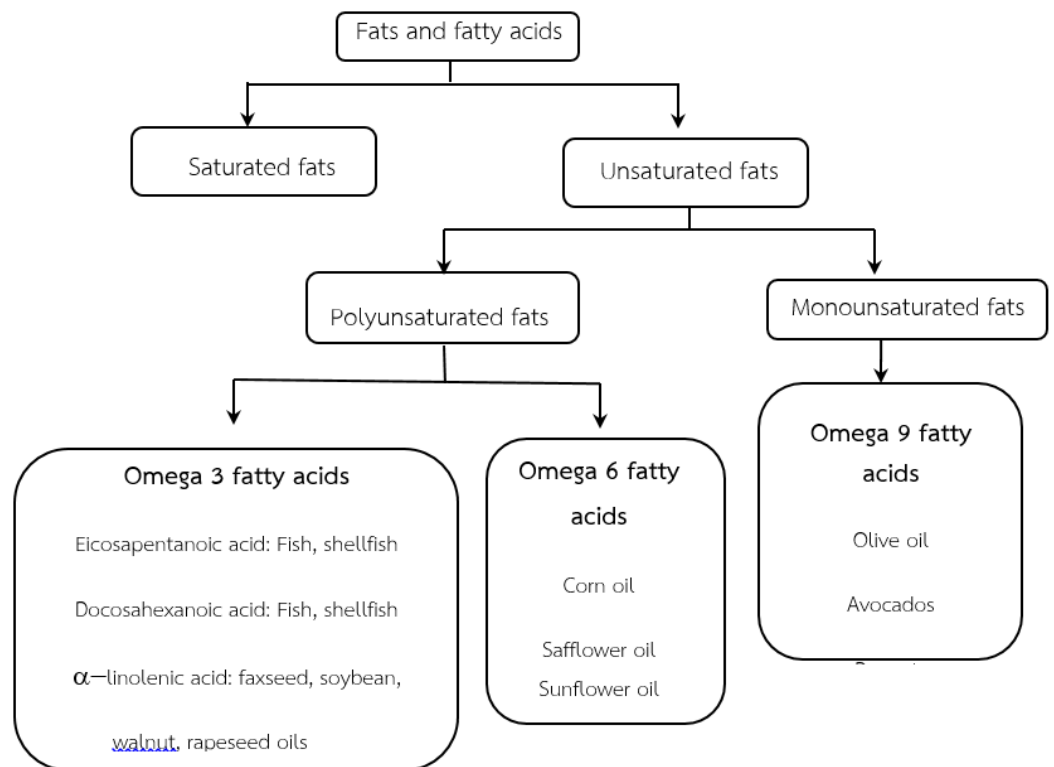 Fats and fatty acids
Saturated fats
Unsaturated fats
Polyunsaturated fats
Monounsaturated fats
Omega 3 fatty acids
Eicosapentanoic acid: Fish, shellfish
Docosahexanoic acid: Fish, shellfish
α–linolenic acid: faxseed, soybean,
walnut, rapeseed oils
Omega 6 fatty
acids
Corn oil
Safflower oil
Sunflower oil
Omega 9 fatty
acids
Olive oil
Avocados